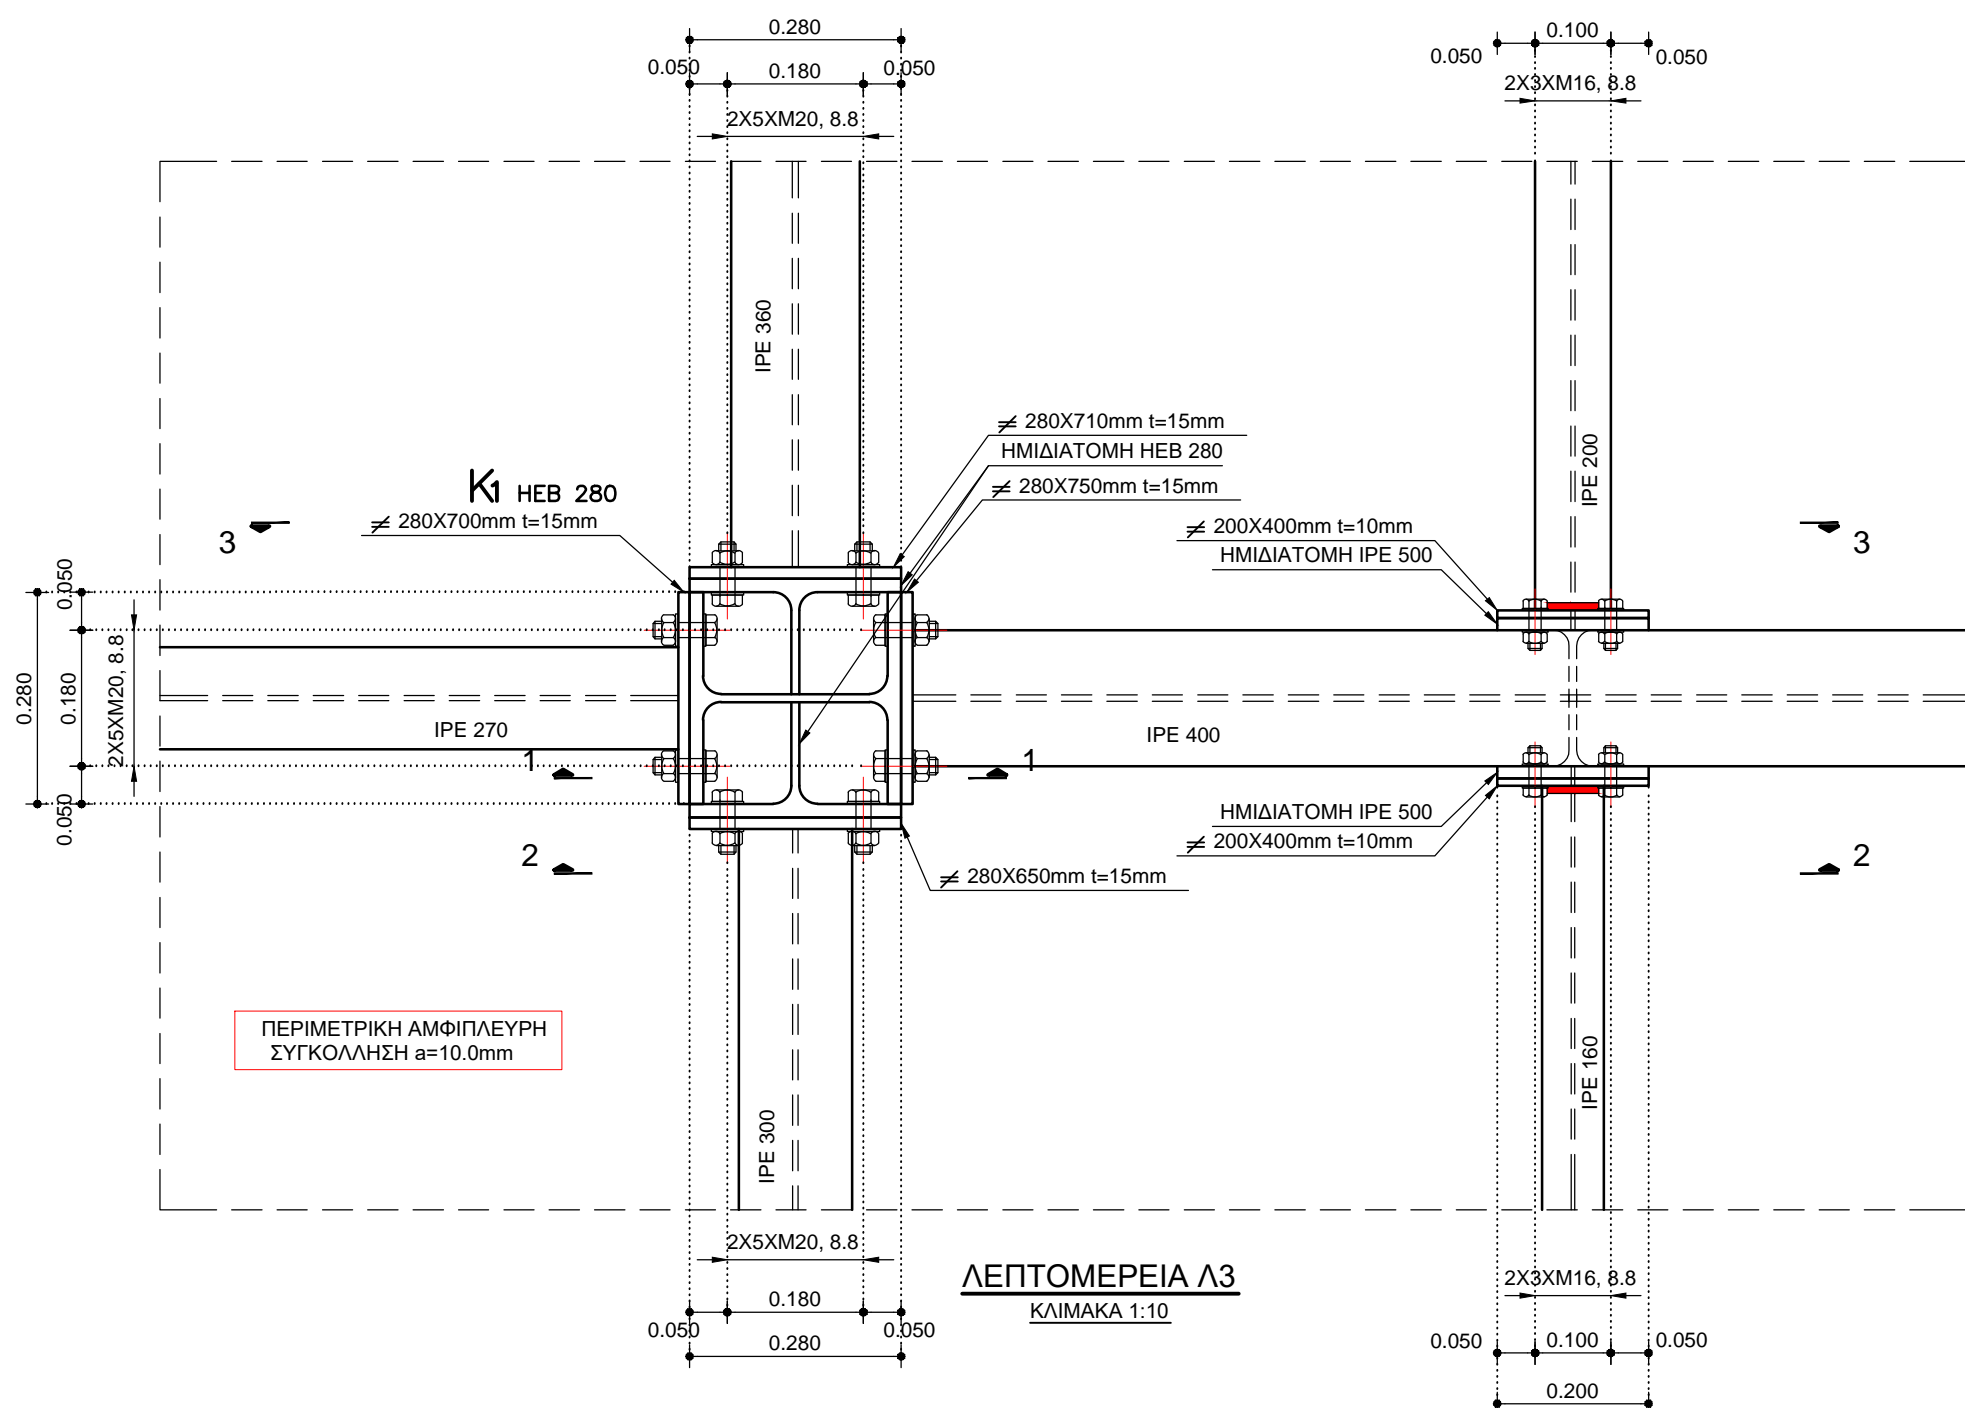 0.280
0.050 0.180 0.050
2X5XM20, 8.8
0.100
0.050 0.050
2X3XM16, 8.8
IPE 360
IPE 200
≠ 280X710mm t=15mm
ΗΜΙΔΙΑΤΟΜΗ HEB 280
≠ 280X750mm t=15mm
K1 HEB 280
≠ 280X700mm t=15mm
≠ 200X400mm t=10mm
ΗΜΙΔΙΑΤΟΜΗ IPE 500
3 3
0.050
0.280
0.180
2X5XM20, 8.8
0.050
IPE 270
IPE 400
1 1
ΗΜΙΔΙΑΤΟΜΗ IPE 500
≠ 200X400mm t=10mm
2 2
≠ 280X650mm t=15mm
ΠΕΡΙΜΕΤΡΙΚΗ ΑΜΦΙΠΛΕΥΡΗ
ΣΥΓΚΟΛΛΗΣΗ a=10.0mm
IPE 300
IPE 160
2X5XM20, 8.8
0.180
0.050 0.050
0.280
ΛΕΠΤΟΜΕΡΕΙΑ Λ3
ΚΛΙΜΑΚΑ 1:10
2X3XM16, 8.8
0.050 0.100 0.050
0.200